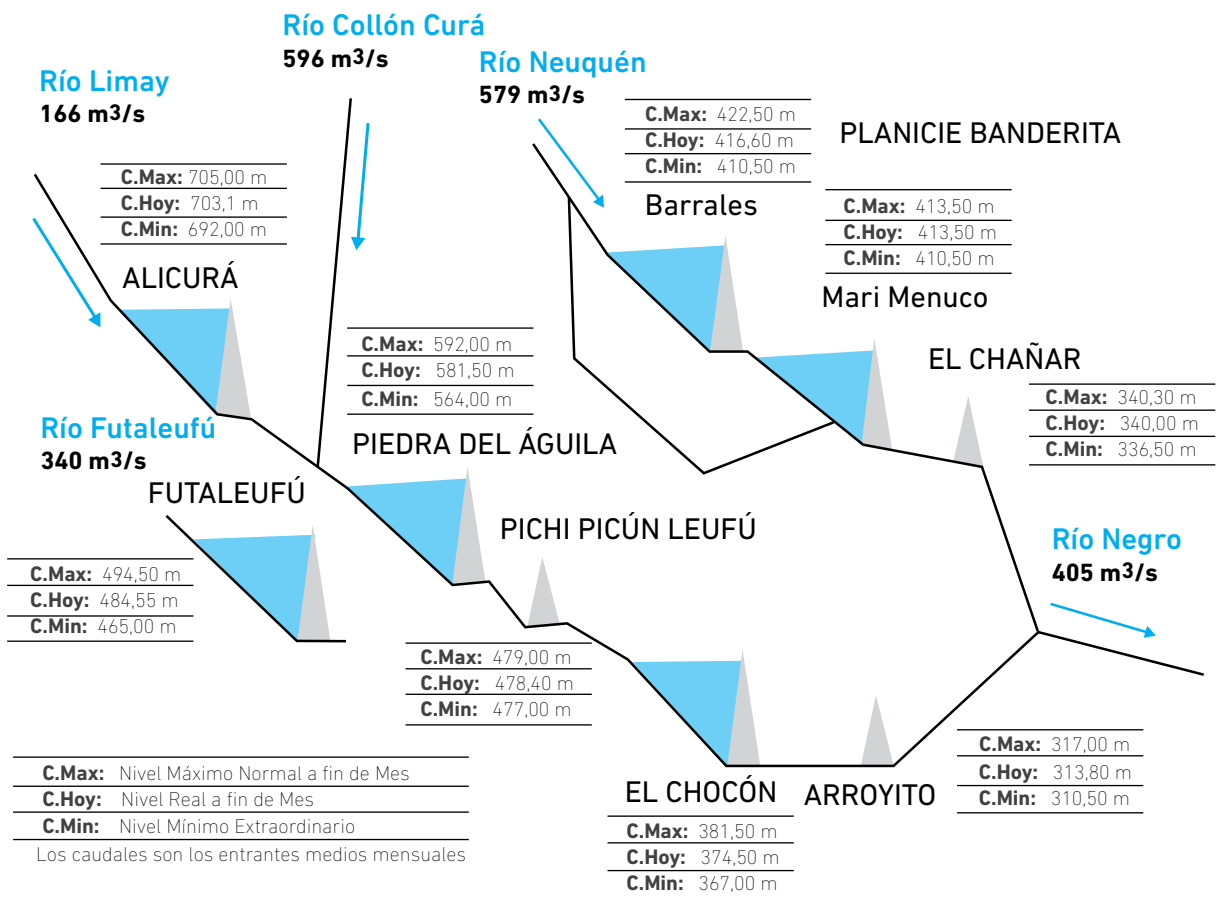 Río Collón Curá
596 m3/s
Río Limay
166 m3/s
Río Neuquén
579 m3/s
C.Max: 422,50 m
C.Hoy: 416,60 m
C.Min: 410,50 m
Barrales
PLANICIE BANDERITA
C.Max: 413,50 m
C.Hoy: 413,50 m
C.Min: 410,50 m
Mari Menuco
C.Max: 705,00 m
C.Hoy: 703,1 m
C.Min: 692,00 m
ALICURÁ
C.Max: 592,00 m
C.Hoy: 581,50 m
C.Min: 564,00 m
PIEDRA DEL ÁGUILA
EL CHAÑAR
C.Max: 340,30 m
C.Hoy: 340,00 m
C.Min: 336,50 m
Río Futaleufú
340 m3/s
FUTALEUFÚ
C.Max: 494,50 m
C.Hoy: 484,55 m
C.Min: 465,00 m
PICHI PICÚN LEUFÚ
C.Max: 479,00 m
C.Hoy: 478,40 m
C.Min: 477,00 m
Río Negro
405 m3/s
EL CHOCÓN
C.Max: 381,50 m
C.Hoy: 374,50 m
C.Min: 367,00 m
ARROYITO
C.Max: 317,00 m
C.Hoy: 313,80 m
C.Min: 310,50 m
C.Max: Nivel Máximo Normal a fin de Mes
C.Hoy: Nivel Real a fin de Mes
C.Min: Nivel Mínimo Extraordinario
Los caudales son los entrantes medios mensuales